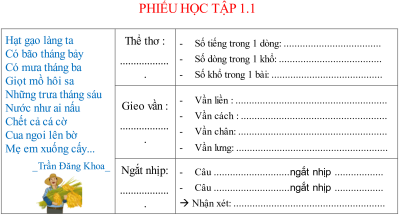 PHIẾU HỌC TẬP 1.1
Hạt gạo làng ta
Có bão tháng bảy
Có mưa tháng ba
Giọt mồ hôi sa
Những trưa tháng sáu
Nước như ai nấu
Chết cả cá cờ
Cua ngoi lên bờ
Mẹ em xuống cấy...
_Trần Đăng Khoa_
Thể thơ :
................
.
- Số tiếng trong 1 dòng: ...................................
- Số dòng trong 1 khổ: ....................................
- Số khổ trong 1 bài: ........................................
Gieo vần :
................
.
- Vần liền : .....................................................
- Vần cách : ....................................................
- Vần chân: .....................................................
- Vần lưng: .....................................................
Ngắt nhịp:
................
.
- Câu ............................ngắt nhịp ..................
- Câu ............................ngắt nhịp ..................
→ Nhận xét: ....................................................